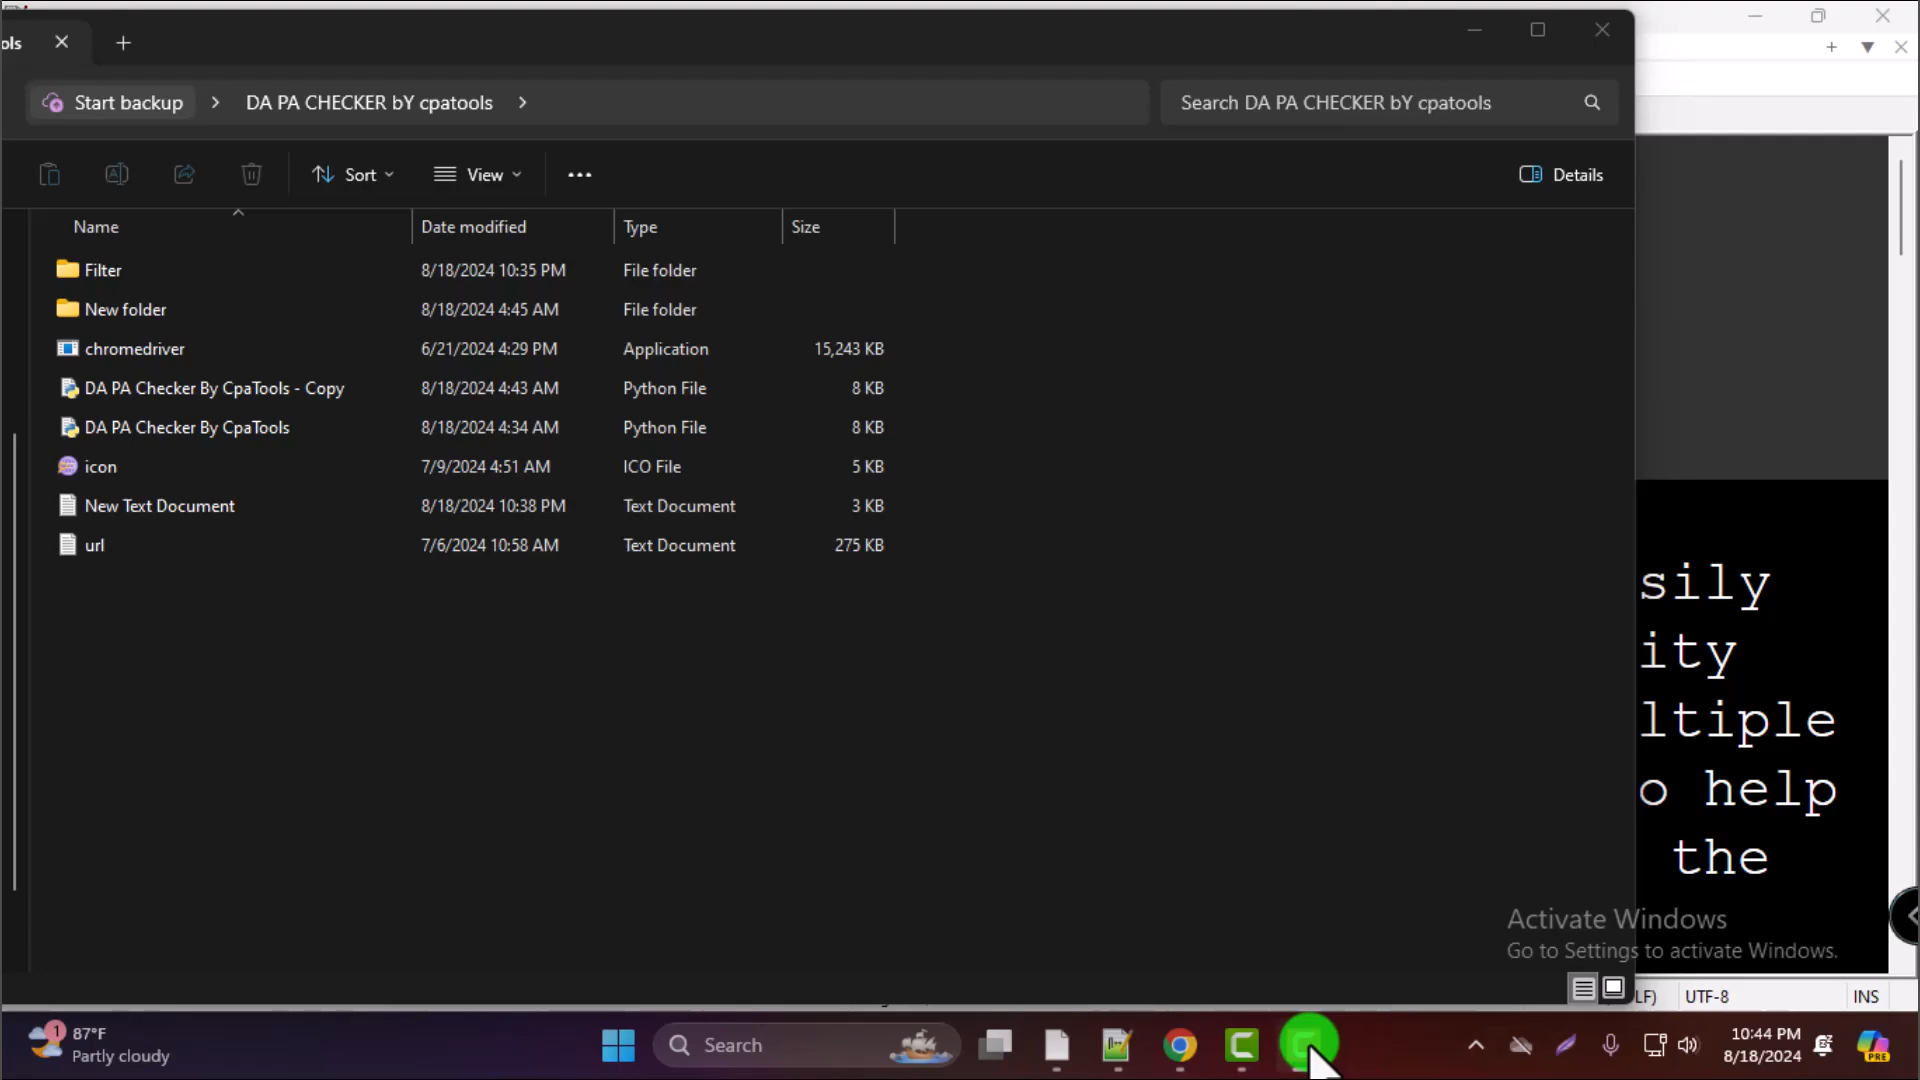 ols
Start backup
DA PA CHECKER bY cpatools
Search DA PA CHECKER bY cpatools
Sort
View
Details
Name
Date modified
Type
Size
Filter
8/18/2024 10:35 PM
File folder
New folder
8/18/2024 4:45 AM
File folder
chromedriver
6/21/2024 4:29 PM
Application
15,243 KB
DA PA Checker By CpaTools - Copy
8/18/2024 4:43 AM
Python File
8 KB
DA PA Checker By CpaTools
8/18/2024 4:34 AM
Python File
8 KB
icon
7/9/2024 4:51 AM
ICO File
5 KB
New Text Document
8/18/2024 10:38 PM
Text Document
3 KB
url
7/6/2024 10:58 AM
Text Document
275 KB
sily
ity
ltiple
o help
the
Activate Windows
Go to Settings to activate Windows.
LF)
UTF-8
INS
1
87°F
Partly cloudy
Search
10:44 PM
8/18/2024
PRE